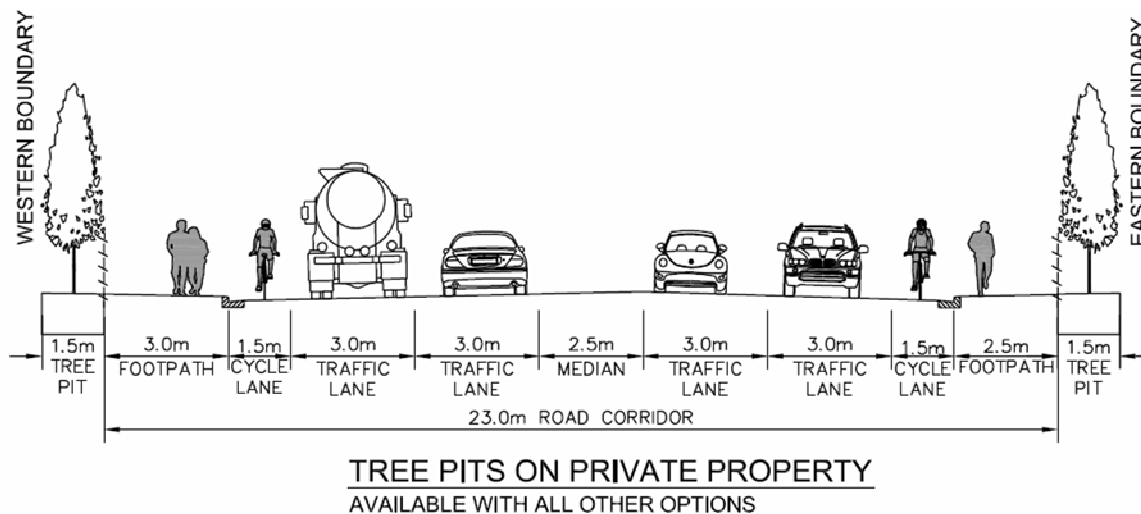 WESTERN BOUNDARY
EASTERN BOUNDARY
1.5m 3.0m 1.5m 3.0m 3.0m 2.5m 3.0m 3.0m 1.5m 2.5m 1.5m
TREE PIT
FOOTPATH
CYCLE LANE
TRAFFIC LANE
TRAFFIC LANE
MEDIAN
TRAFFIC LANE
TRAFFIC LANE
CYCLE LANE
FOOTPATH
TREE PIT
23.0m ROAD CORRIDOR
TREE PITS ON PRIVATE PROPERTY
AVAILABLE WITH ALL OTHER OPTIONS